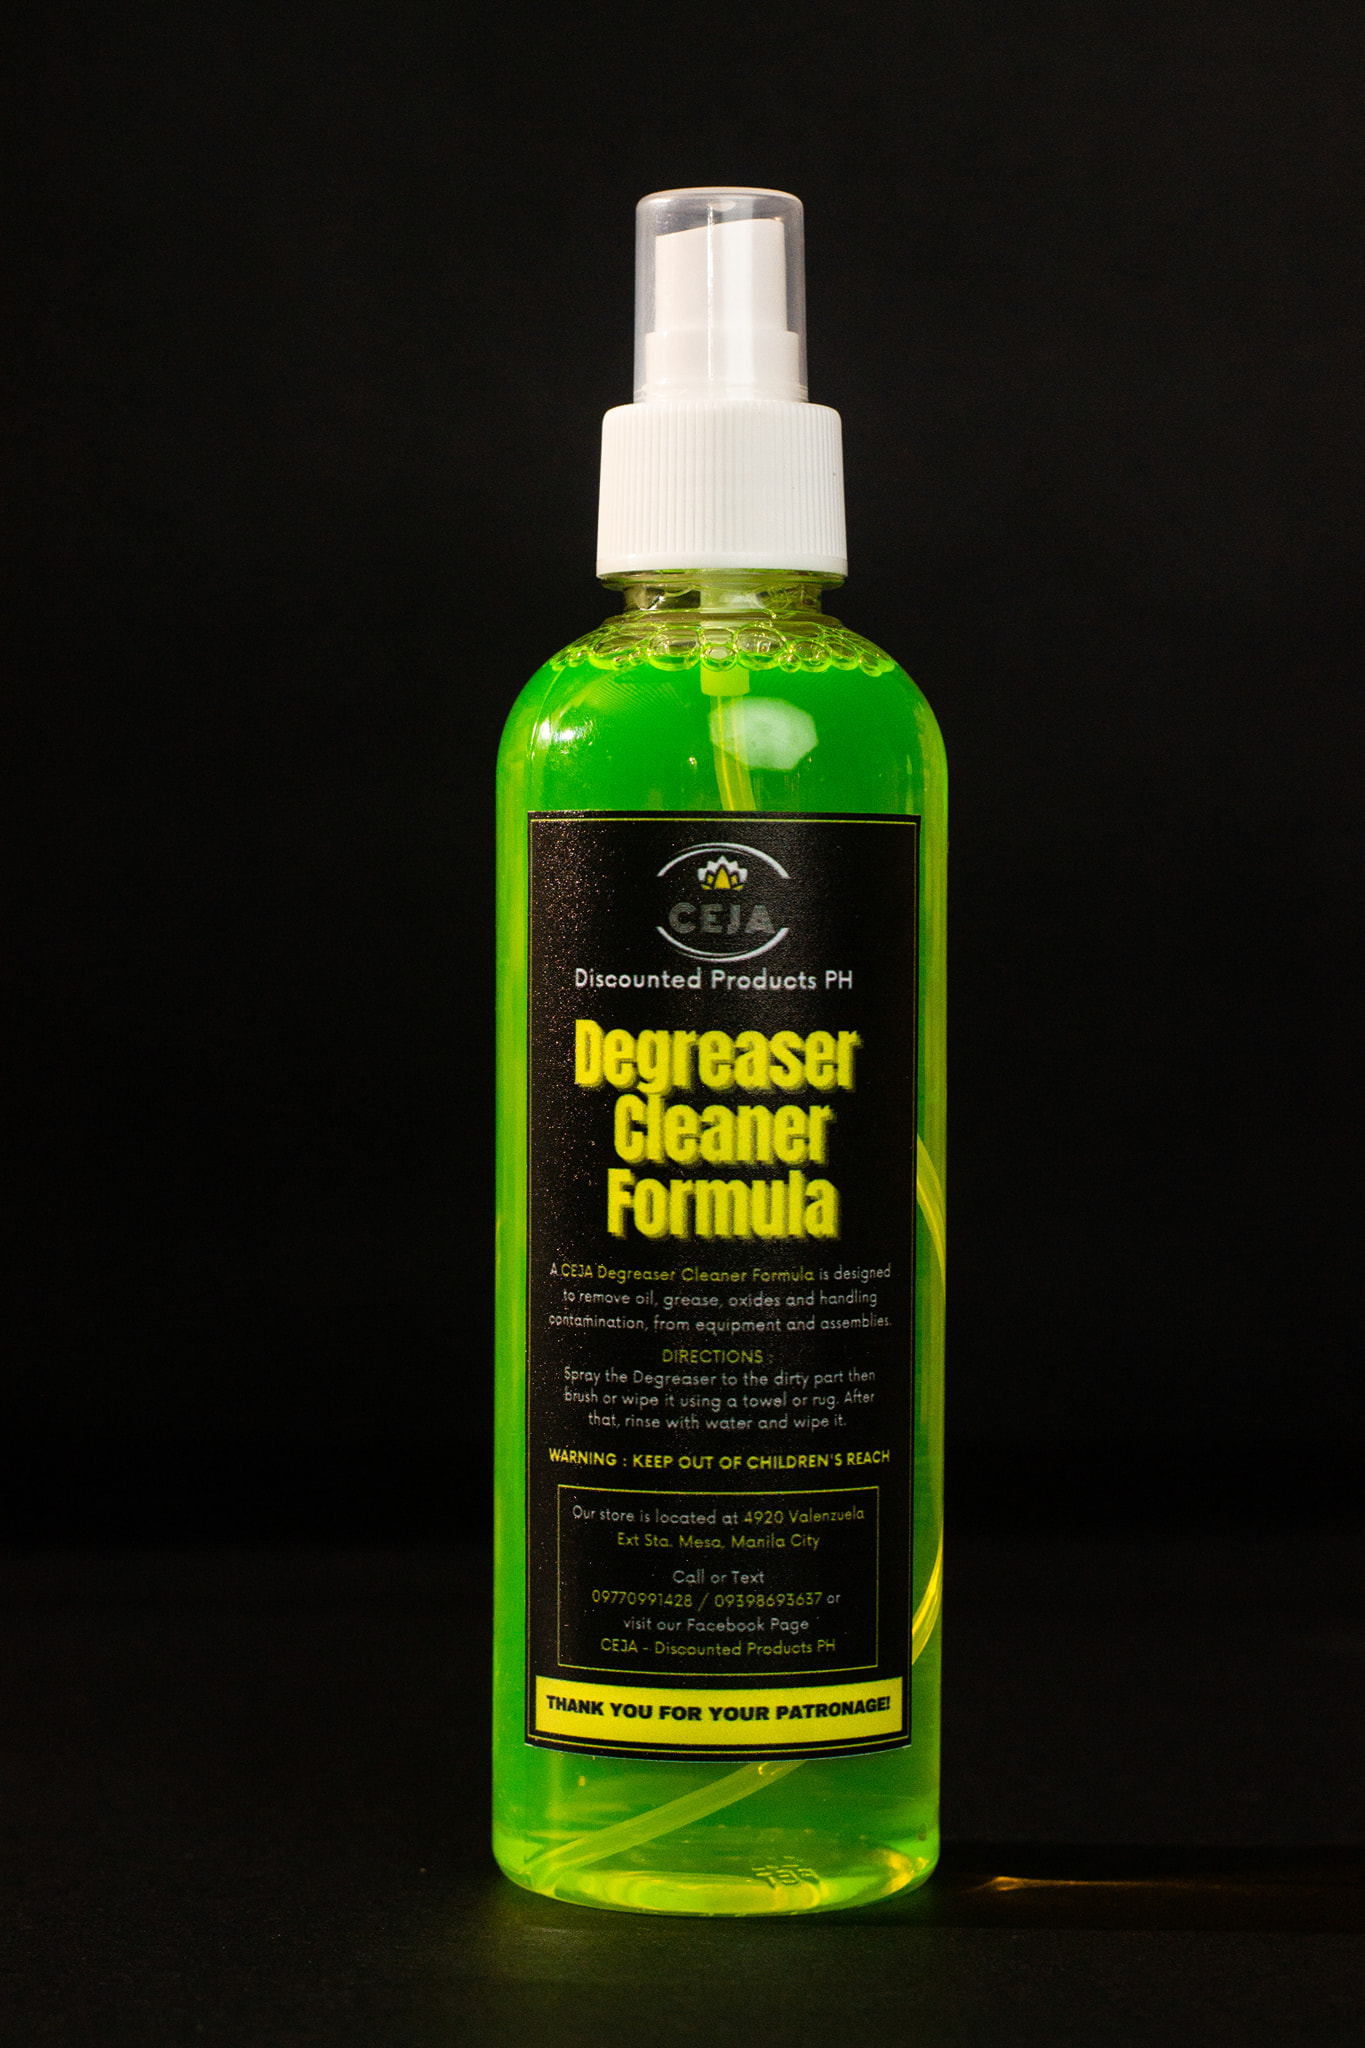 CEJA
Discounted Products PH
Degreaser
Cleaner
Formula
A CEJA Degreaser Cleaner Formula is designed
to remove oil, grease, oxides and handling
contamination, from equipment and assemblies.
DIRECTIONS :
Spray the Degreaser to the dirty part then
brush or wipe it using a towel or rug. After
that, rinse with water and wipe it.
WARNING : KEEP OUT OF CHILDREN'S REACH
Our store is located at 4920 Valenzuela
Ext Sta. Mesa, Manila City
Call or Text
09770991428 / 09398693637 or
visit our Facebook Page
CEJA - Discounted Products PH
THANK YOU FOR YOUR PATRONAGE!